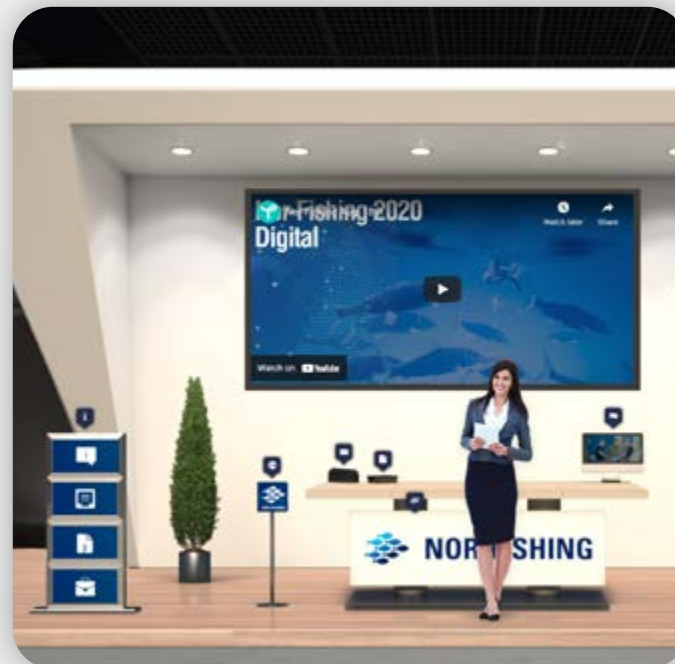 Nor-Fishing 2020
Digital
Watch later
Share
Watch on YouTube
NOR SHING